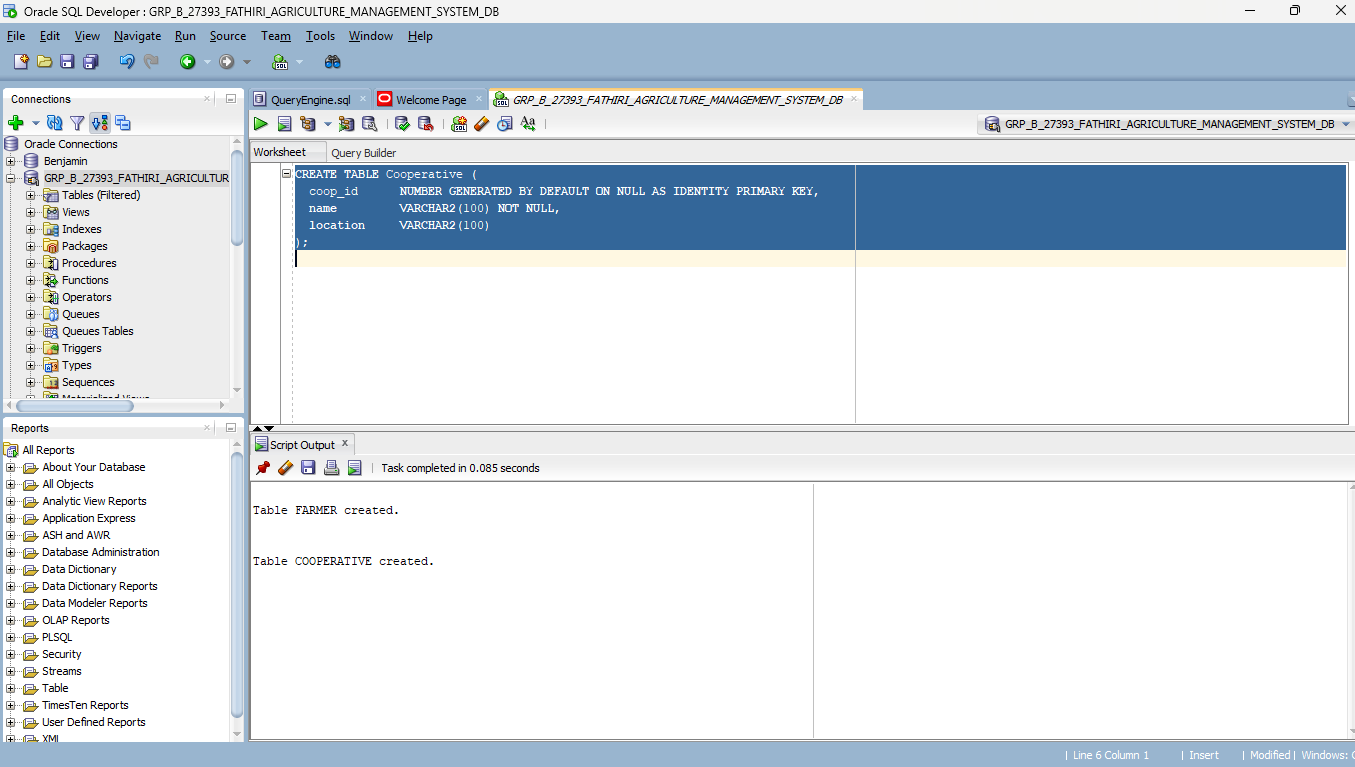 Oracle SQL Developer : GRP_B_27393_FATHIRI_AGRICULTURE_MANAGEMENT_SYSTEM_DB
File Edit View Navigate Run Source Team Tools Window Help
Connections
Oracle Connections
Benjamin
GRP_B_27393_FATHIRI_AGRICULTUR
Tables (Filtered)
Views
Indexes
Packages
Procedures
Functions
Operators
Queues
Queues Tables
Triggers
Types
Sequences
Materialized Views
Reports
All Reports
About Your Database
All Objects
Analytic View Reports
Application Express
ASH and AWR
Database Administration
Data Dictionary
Data Dictionary Reports
Data Modeler Reports
OLAP Reports
PLSQL
Security
Streams
Table
TimesTen Reports
User Defined Reports
XML
QueryEngine.sql Welcome Page GRP_B_27393_FATHIRI_AGRICULTURE_MANAGEMENT_SYSTEM_DB
GRP_B_27393_FATHIRI_AGRICULTURE_MANAGEMENT_SYSTEM_DB
Worksheet Query Builder
CREATE TABLE Cooperative (
coop_id NUMBER GENERATED BY DEFAULT ON NULL AS IDENTITY PRIMARY KEY,
name VARCHAR2(100) NOT NULL,
location VARCHAR2(100)
);
Script Output
Task completed in 0.085 seconds
Table FARMER created.
Table COOPERATIVE created.
Line 6 Column 1 Insert Modified Windows: